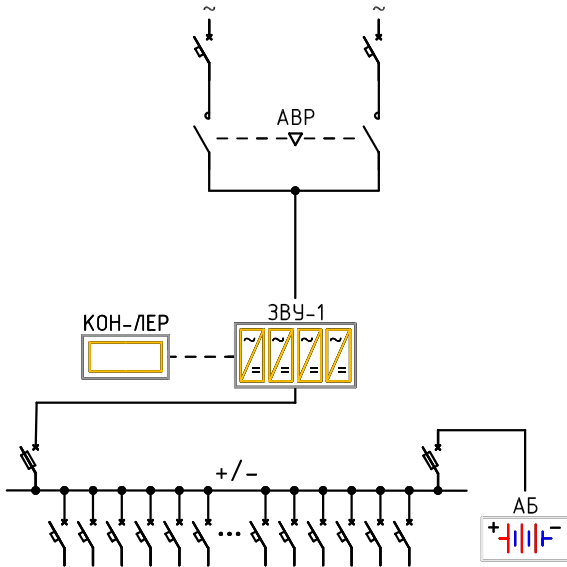 ~ ~
АВР
ЗВУ-1
КОН-ЛЕР
~ ~ ~ ~
= = = =
+/-
...
АБ
+ -